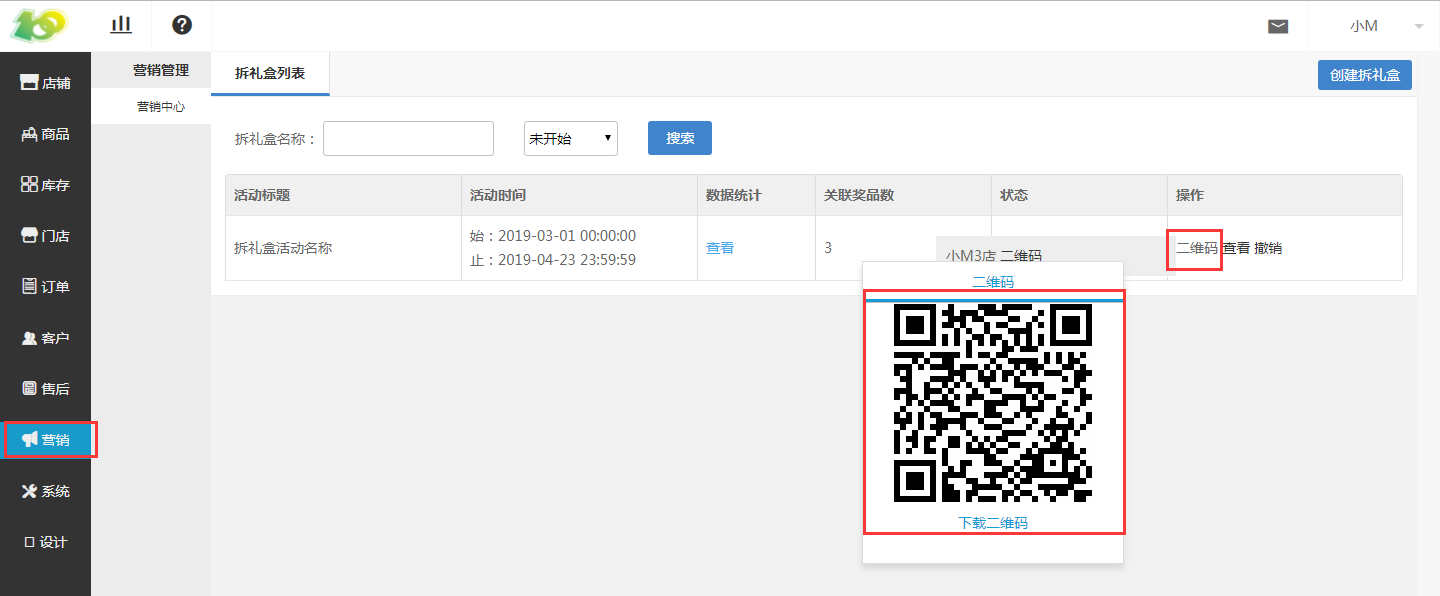 小M
店铺
商品
库存
门店
订单
客户
售后
营销
系统
设计
营销管理
营销中心
拆礼盒列表
创建拆礼盒
拆礼盒名称：
未开始
搜索
活动标题 活动时间 数据统计 关联奖品数 状态 操作
拆礼盒活动名称 始：2019-03-01 00:00:00 查看 3 二维码 查看 撤销
止：2019-04-23 23:59:59
小M3店 二维码
二维码
下载二维码